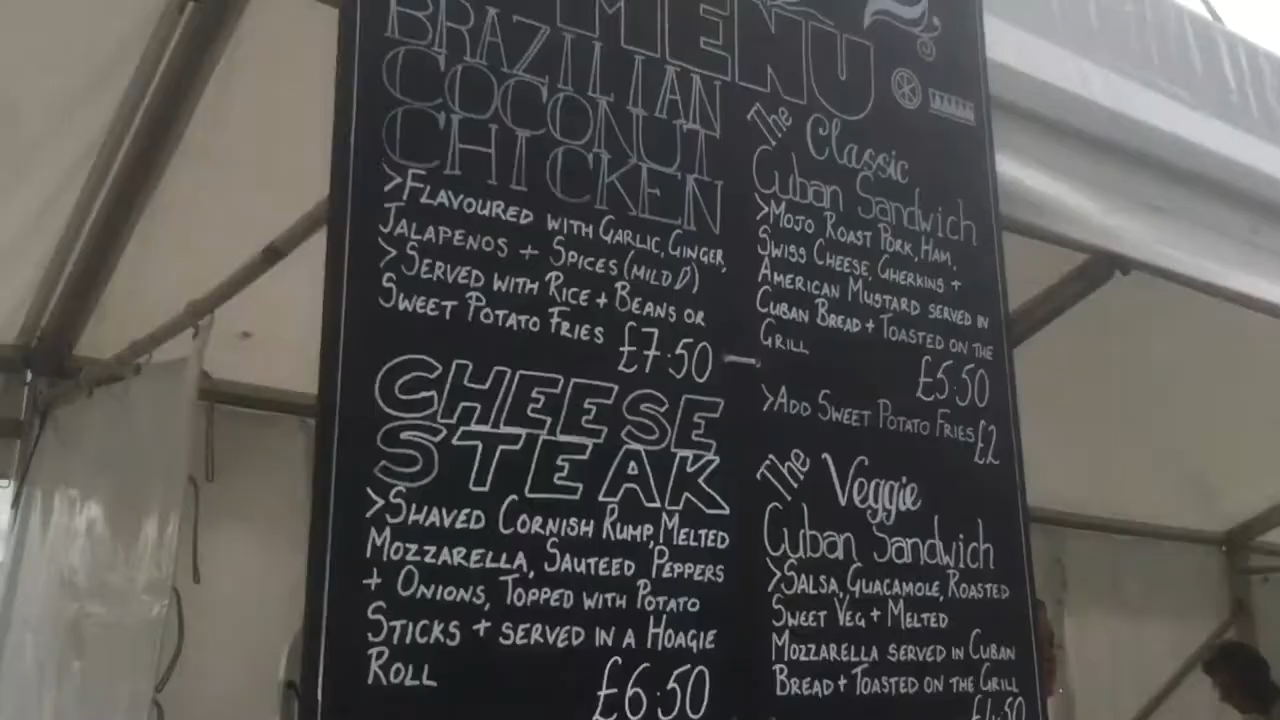 MENU
BRAZILIAN
COCONUT
CHICKEN
>FLAVOURED WITH GARLIC, GINGER,
JALAPENOS + SPICES (MILD)
>SERVED WITH RICE + BEANS OR
SWEET POTATO FRIES £7.50
CHEESE
STEAK
>SHAVED CORNISH RUMP, MELTED
MOZZARELLA, SAUTEED PEPPERS
+ ONIONS, TOPPED WITH POTATO
STICKS + SERVED IN A HOAGIE
ROLL
£6.50
The Classic
Cuban Sandwich
>MOJO ROAST PORK, HAM,
SWISS CHEESE, GHERKINS +
AMERICAN MUSTARD SERVED IN
CUBAN BREAD + TOASTED ON THE
GRILL
£5.50
>ADD SWEET POTATO FRIES £2
The Veggie
Cuban Sandwich
>SALSA, GUACAMOLE, ROASTED
SWEET VEG + MELTED
MOZZARELLA SERVED IN CUBAN
BREAD + TOASTED ON THE GRILL